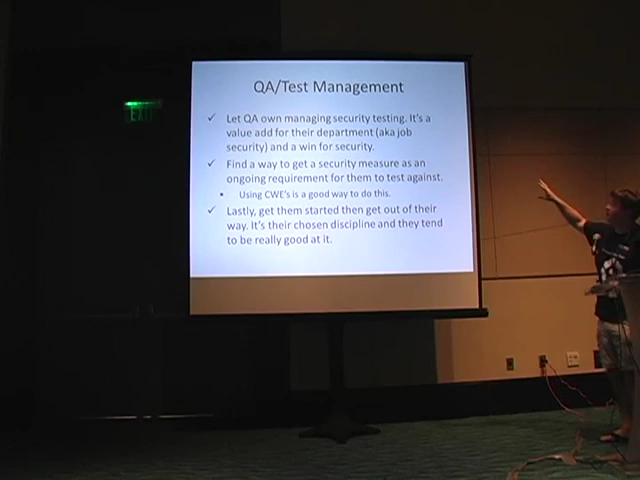 EXIT
QA/Test Management
✓ Let QA own managing security testing. It's a
value add for their department (aka job
security) and a win for security.
✓ Find a way to get a security measure as an
ongoing requirement for them to test against.
• Using CWE's is a good way to do this.
✓ Lastly, get them started then get out of their
way. It's their chosen discipline and they tend
to be really good at it.